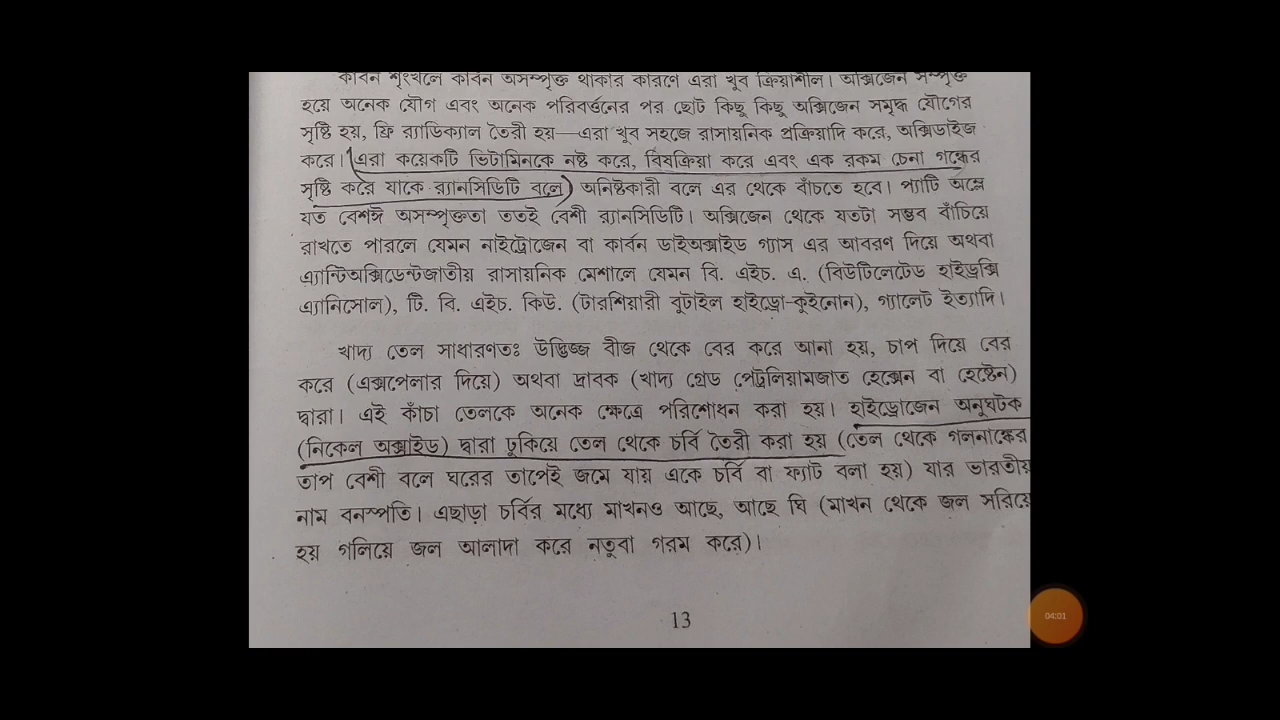 কার্বন শৃংখলে কার্বন অসম্পৃক্ত থাকার কারণে এরা খুব ক্রিয়াশীল। অক্সিজেন সম্পৃক্ত
হয়ে অনেক যৌগ এবং অনেক পরিবর্ত্তনের পর ছোট কিছু কিছু অক্সিজেন সমৃদ্ধ যৌগের
সৃষ্টি হয়, ফ্রি র‍্যাডিক্যাল তৈরী হয়—এরা খুব সহজে রাসায়নিক প্রক্রিয়াদি করে, অক্সিডাইজ
করে। এরা কয়েকটি ভিটামিনকে নষ্ট করে, বিষক্রিয়া করে এবং এক রকম চেনা গন্ধের
সৃষ্টি করে যাকে র‍্যানসিডিটি বলে) অনিষ্টকারী বলে এর থেকে বাঁচতে হবে। প্যাটি অম্লে
যত বেশঈ অসম্পৃক্ততা ততই বেশী র‍্যানসিডিটি। অক্সিজেন থেকে যতটা সম্ভব বাঁচিয়ে
রাখতে পারলে যেমন নাইট্রোজেন বা কার্বন ডাইঅক্সাইড গ্যাস এর আবরণ দিয়ে অথবা
এ্যান্টিঅক্সিডেন্টজাতীয় রাসায়নিক মেশালে যেমন বি. এইচ. এ. (বিউটিলেটেড হাইড্রক্সি
এ্যানিসোল), টি. বি. এইচ. কিউ. (টারশিয়ারী বুটাইল হাইড্রো-কুইনোন), গ্যালেট ইত্যাদি।
খাদ্য তেল সাধারণতঃ উদ্ভিজ্জ বীজ থেকে বের করে আনা হয়, চাপ দিয়ে বের
করে (এক্সপেলার দিয়ে) অথবা দ্রাবক (খাদ্য গ্রেড পেট্রলিয়ামজাত হেক্সেন বা হেপ্টেন)
দ্বারা। এই কাঁচা তেলকে অনেক ক্ষেত্রে পরিশোধন করা হয়। হাইড্রোজেন অনুঘটক
(নিকেল অক্সাইড) দ্বারা ঢুকিয়ে তেল থেকে চর্বি তৈরী করা হয় (তেল থেকে গলনাঙ্কের
তাপ বেশী বলে ঘরের তাপেই জমে যায় একে চর্বি বা ফ্যাট বলা হয়) যার ভারতীয়
নাম বনস্পতি। এছাড়া চর্বির মধ্যে মাখনও আছে, আছে ঘি (মাখন থেকে জল সরিয়ে
হয় গলিয়ে জল আলাদা করে নতুবা গরম করে)।
13
04:01